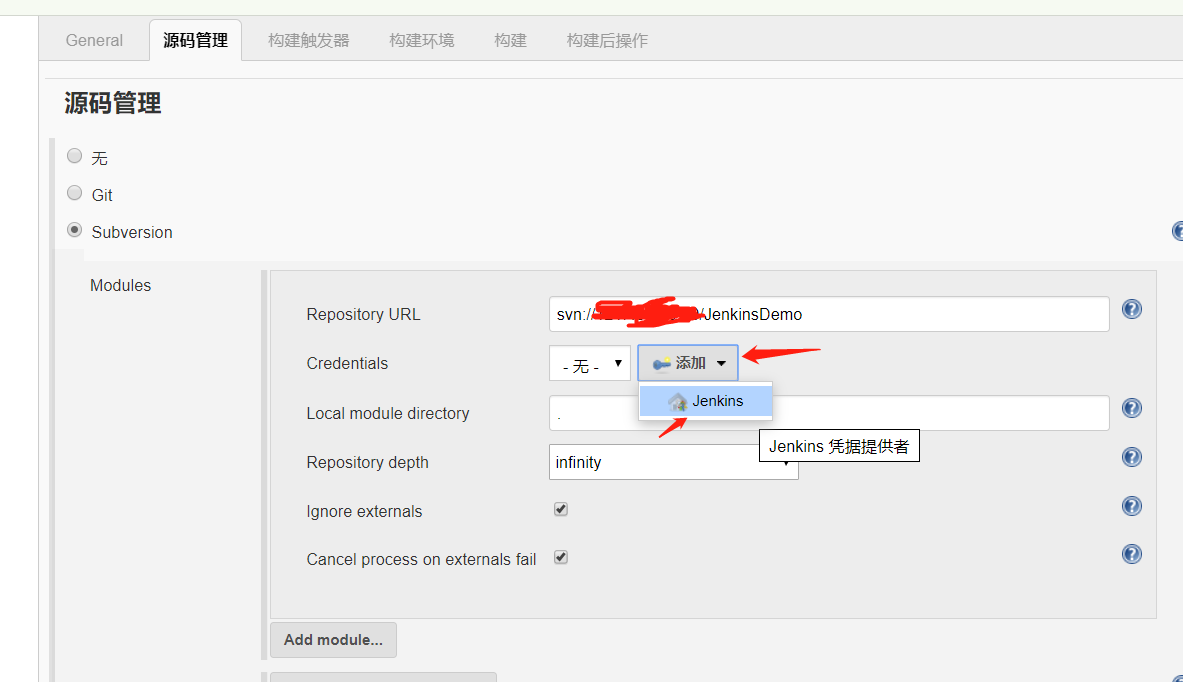 General 源码管理 构建触发器 构建环境 构建 构建后操作
源码管理
无
Git
Subversion
Modules
Repository URL svn:// /JenkinsDemo
Credentials - 无 - 添加
Jenkins
Local module directory .
Jenkins 凭据提供者
Repository depth infinity
Ignore externals
Cancel process on externals fail
Add module...